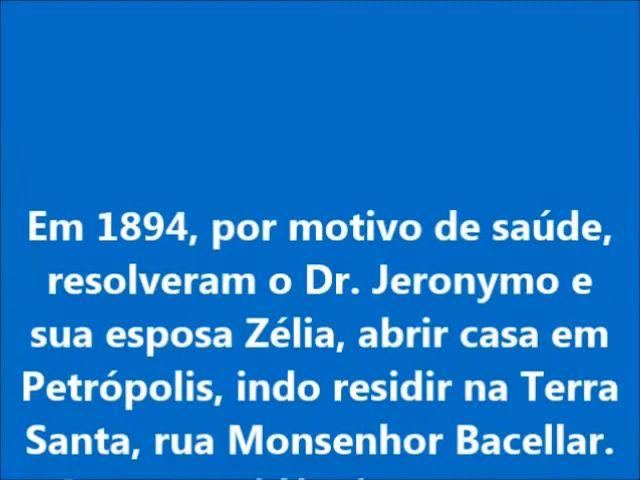 Em 1894, por motivo de saúde,
resolveram o Dr. Jeronymo e
sua esposa Zélia, abrir casa em
Petrópolis, indo residir na Terra
Santa, rua Monsenhor Bacellar.